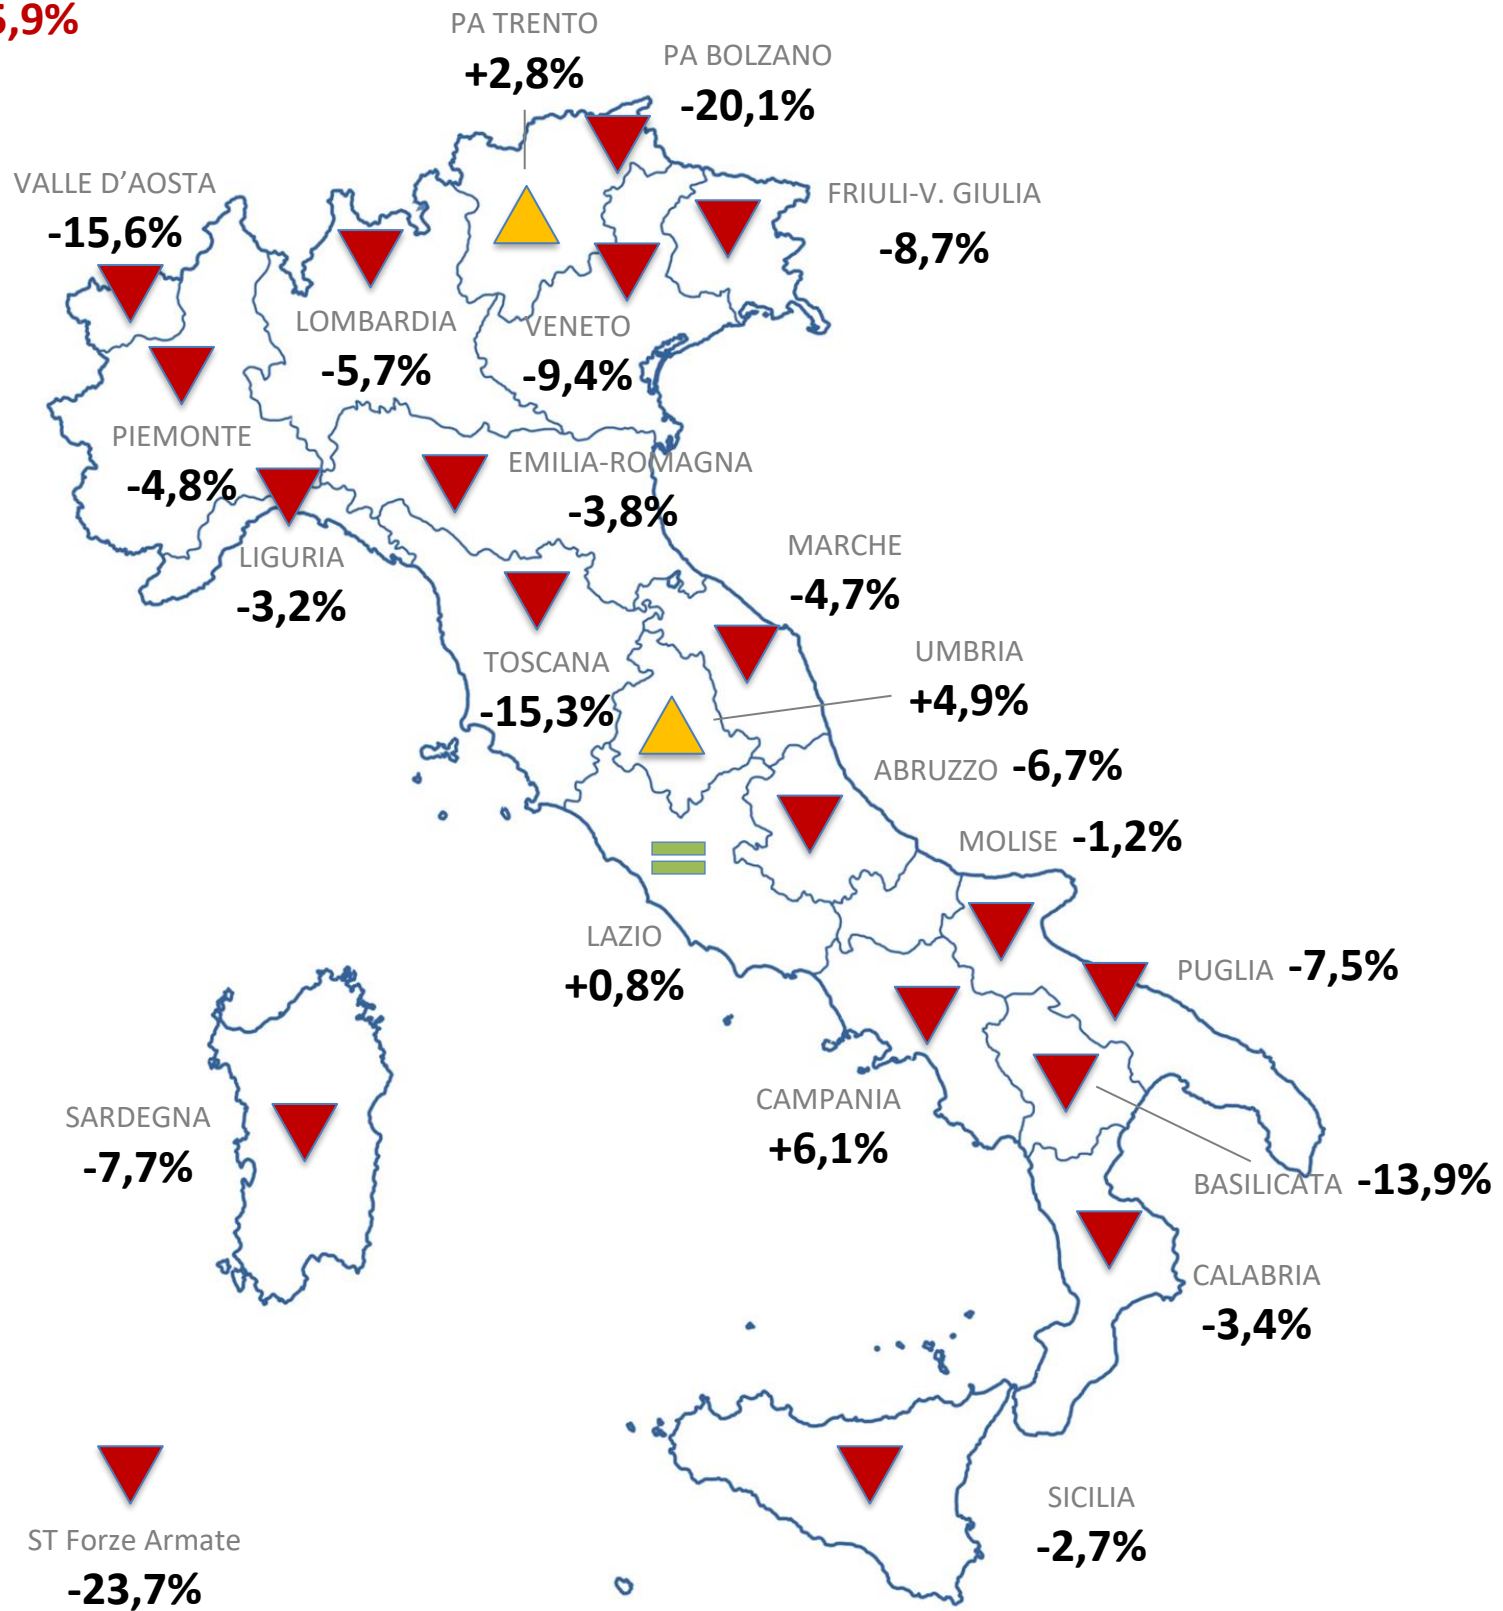 5,9%
PA TRENTO
+2,8%
PA BOLZANO
-20,1%
VALLE D’AOSTA
-15,6%
FRIULI-V. GIULIA
-8,7%
LOMBARDIA
-5,7%
VENETO
-9,4%
PIEMONTE
-4,8%
EMILIA-ROMAGNA
-3,8%
LIGURIA
-3,2%
MARCHE
-4,7%
TOSCANA
-15,3%
UMBRIA
+4,9%
ABRUZZO -6,7%
MOLISE -1,2%
LAZIO
+0,8%
PUGLIA -7,5%
CAMPANIA
+6,1%
SARDEGNA
-7,7%
BASILICATA -13,9%
CALABRIA
-3,4%
SICILIA
-2,7%
ST Forze Armate
-23,7%